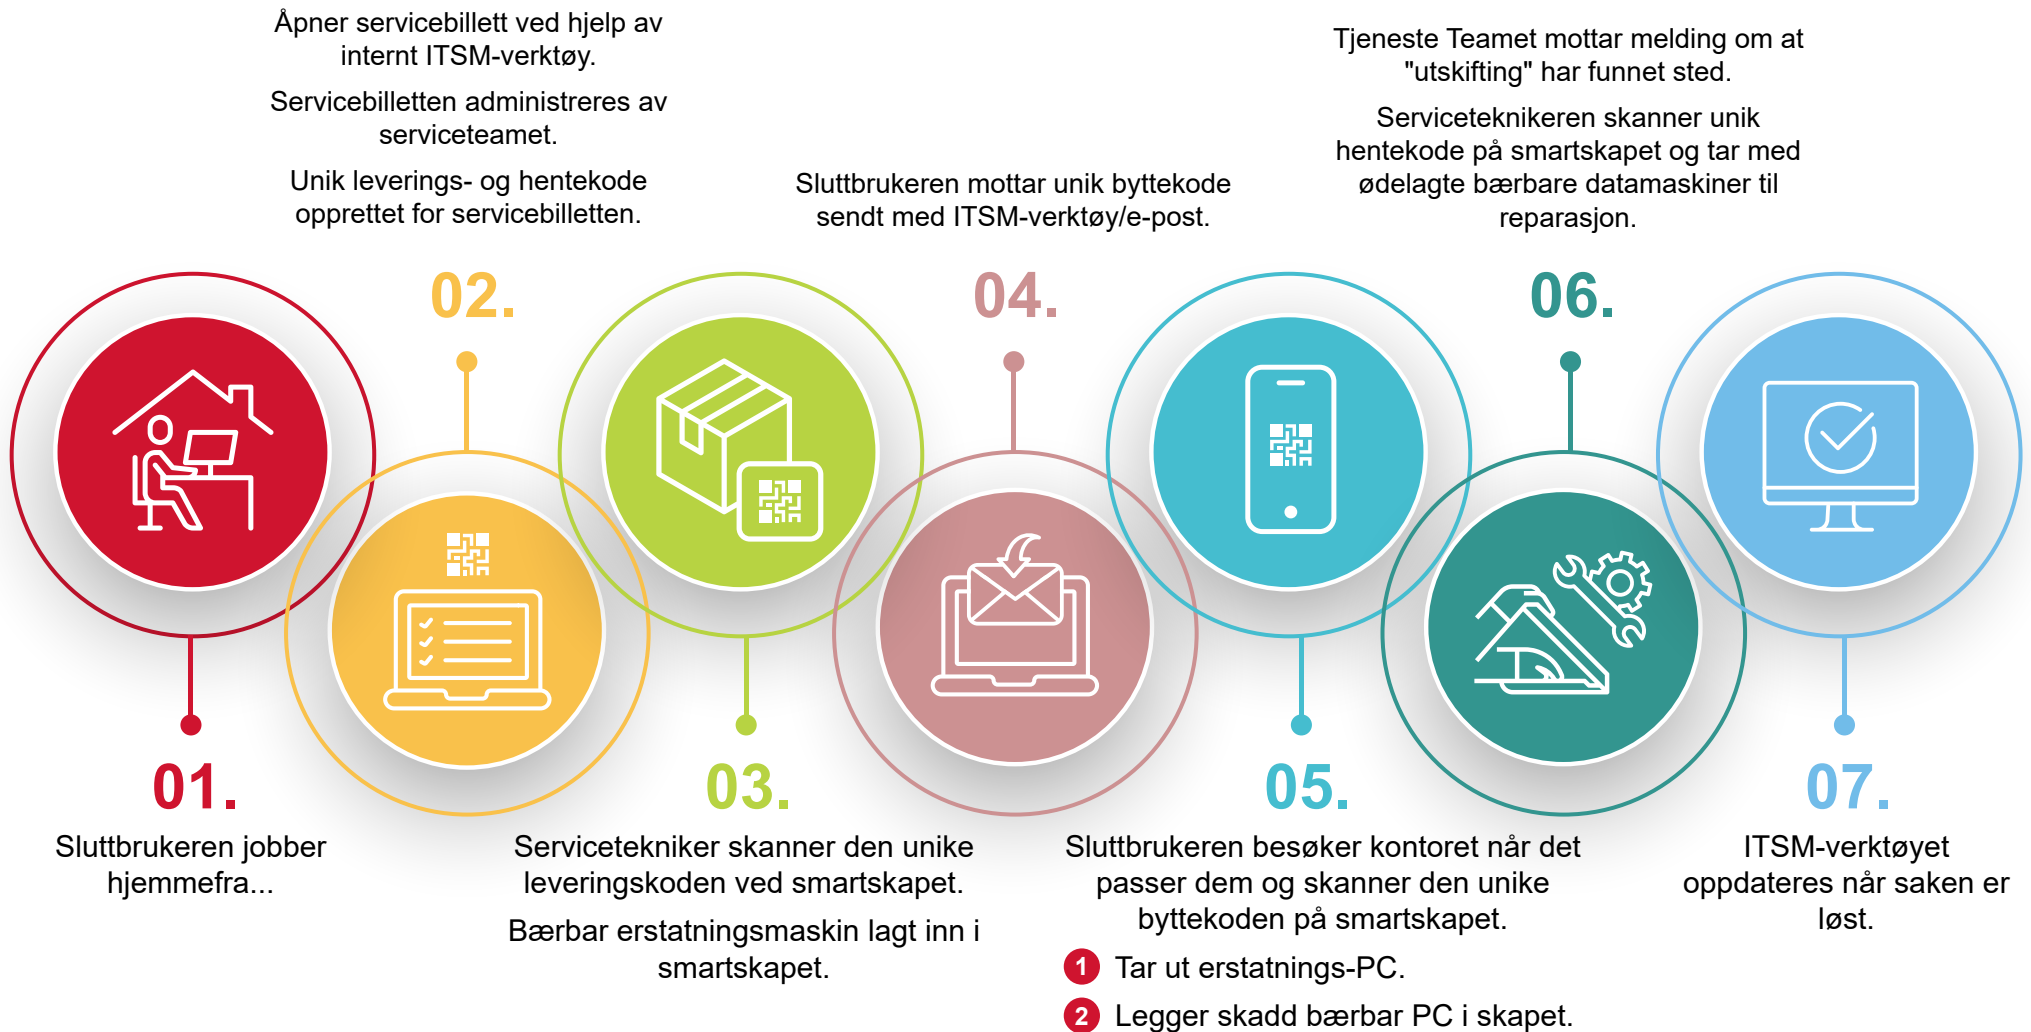 01.
Sluttbrukeren jobber
hjemmefra...
Åpner servicebillett ved hjelp av
internt ITSM-verktøy.
Servicebilletten administreres av
serviceteamet.
Unik leverings- og hentekode
opprettet for servicebilletten.
02.
03.
Servicetekniker skanner den unike
leveringskoden ved smartskapet.
Bærbar erstatningsmaskin lagt inn i
smartskapet.
Sluttbrukeren mottar unik byttekode
sendt med ITSM-verktøy/e-post.
04.
05.
Sluttbrukeren besøker kontoret når det
passer dem og skanner den unike
byttekoden på smartskapet.
1 Tar ut erstatnings-PC.
2 Legger skadd bærbar PC i skapet.
Tjeneste Teamet mottar melding om at
"utskifting" har funnet sted.
Serviceteknikeren skanner unik
hentekode på smartskapet og tar med
ødelagte bærbare datamaskiner til
reparasjon.
06.
07.
ITSM-verktøyet
oppdateres når saken er
løst.